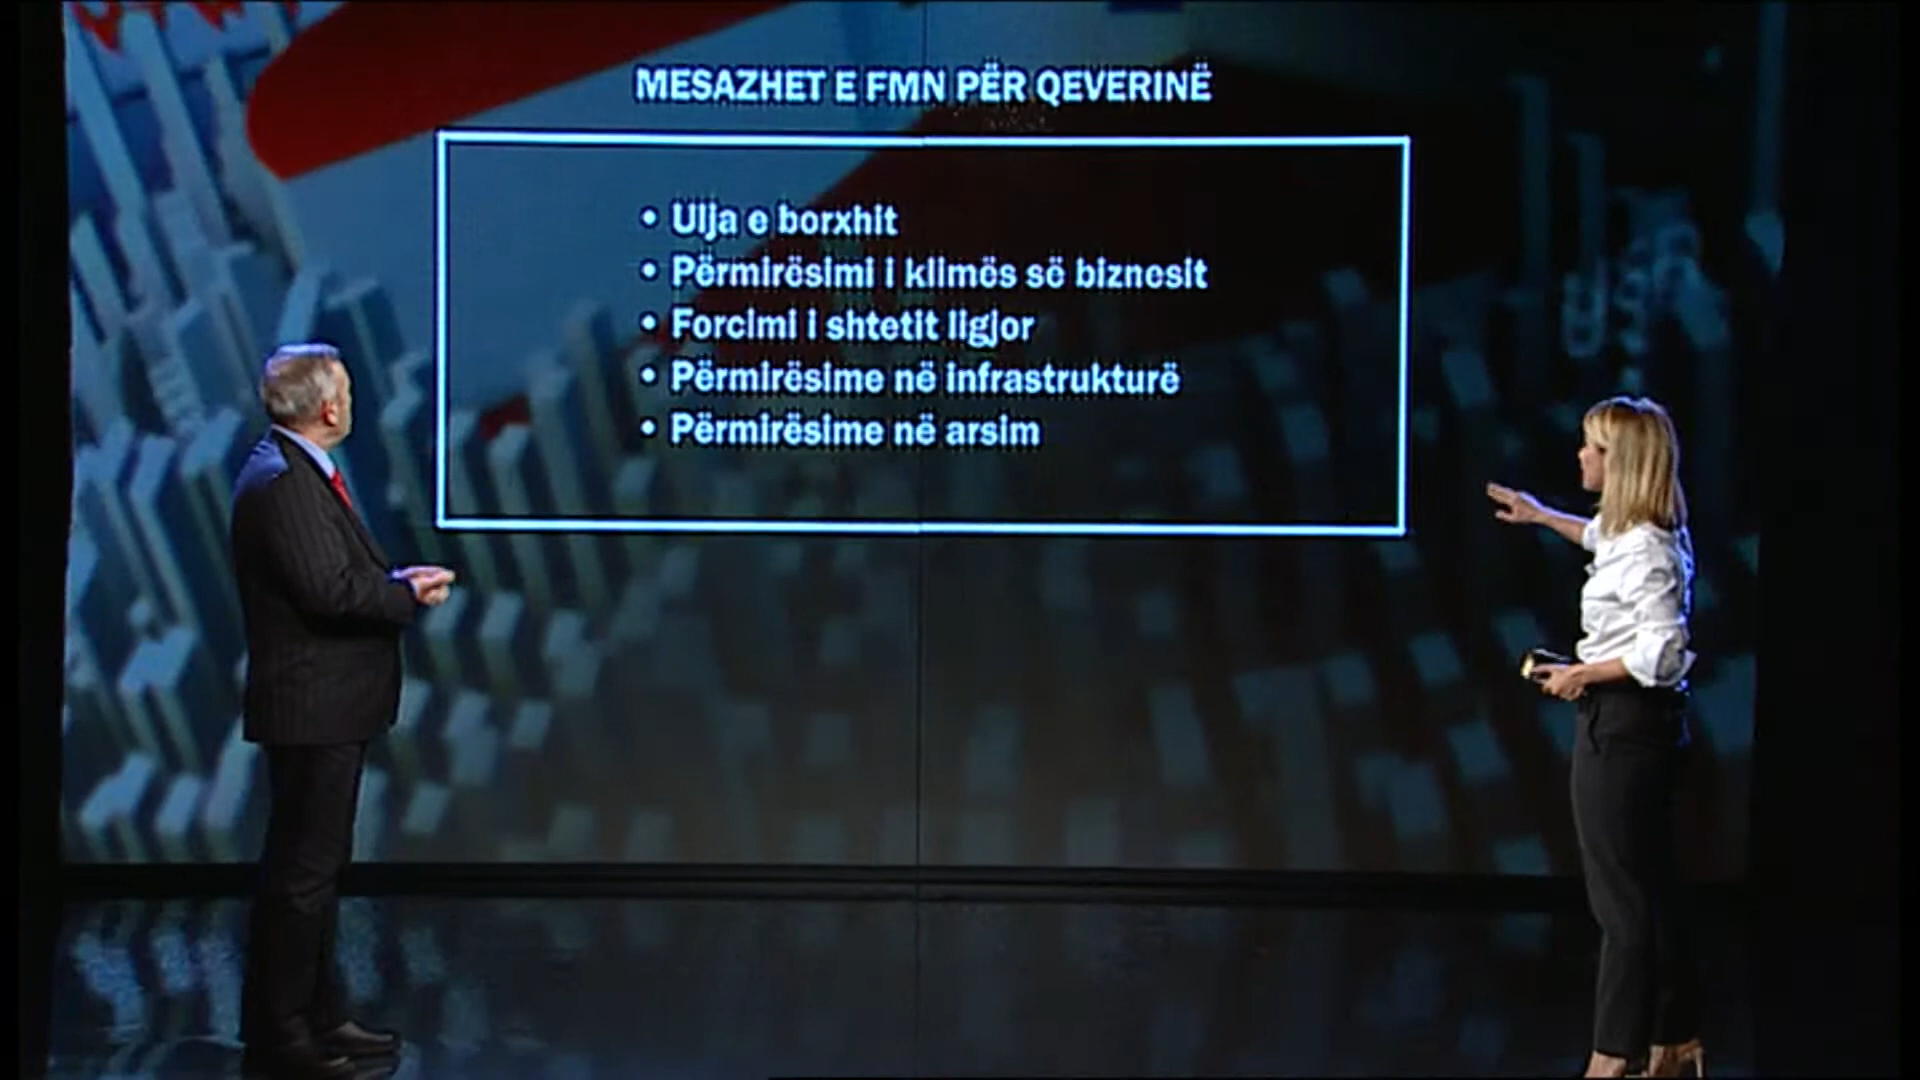 MESAZHET E FMN PËR QEVERINË
• Ulja e borxhit
• Përmirësimi i klimës së biznesit
• Forcimi i shtetit ligjor
• Përmirësime në infrastrukturë
• Përmirësime në arsim